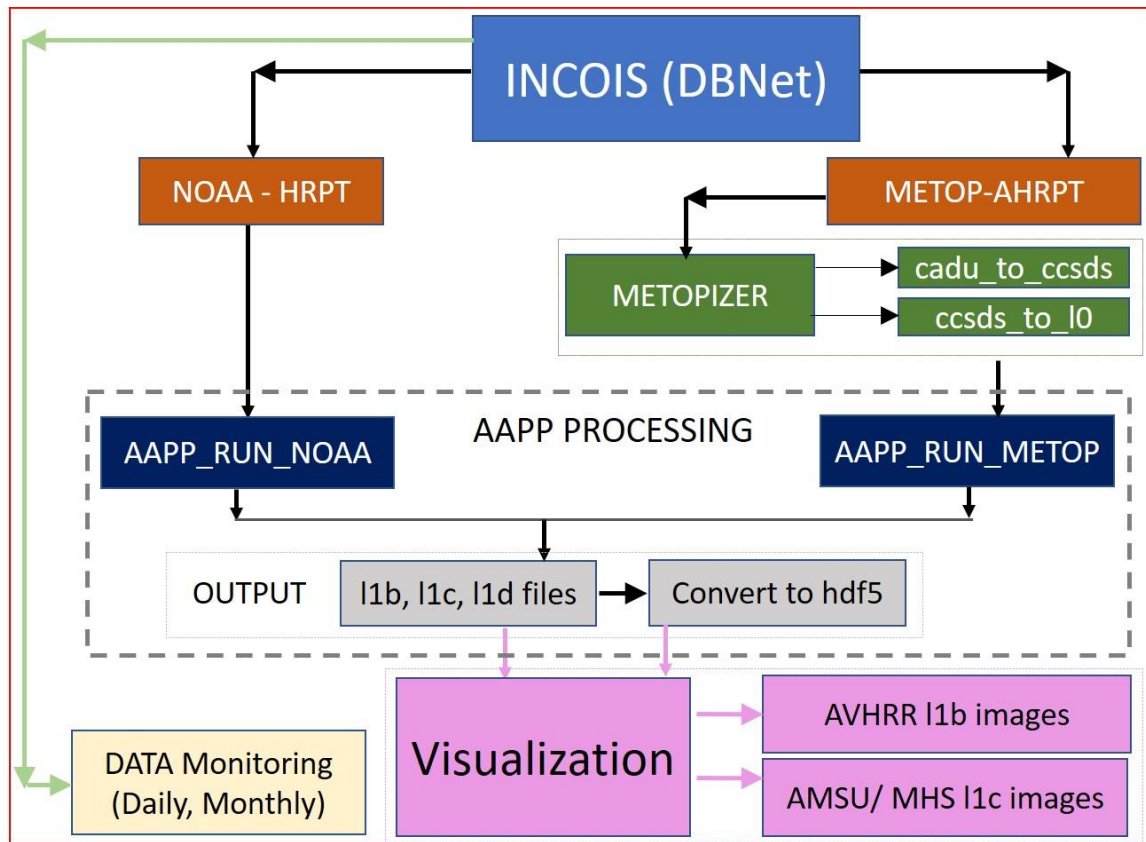 INCOIS (DBNet)
NOAA - HRPT
METOP-AHRPT
METOPIZER
cadu_to_ccsds
ccsds_to_l0
AAPP PROCESSING
AAPP_RUN_NOAA
AAPP_RUN_METOP
OUTPUT
l1b, l1c, l1d files
Convert to hdf5
Visualization
AVHRR l1b images
AMSU/ MHS l1c images
DATA Monitoring
(Daily, Monthly)